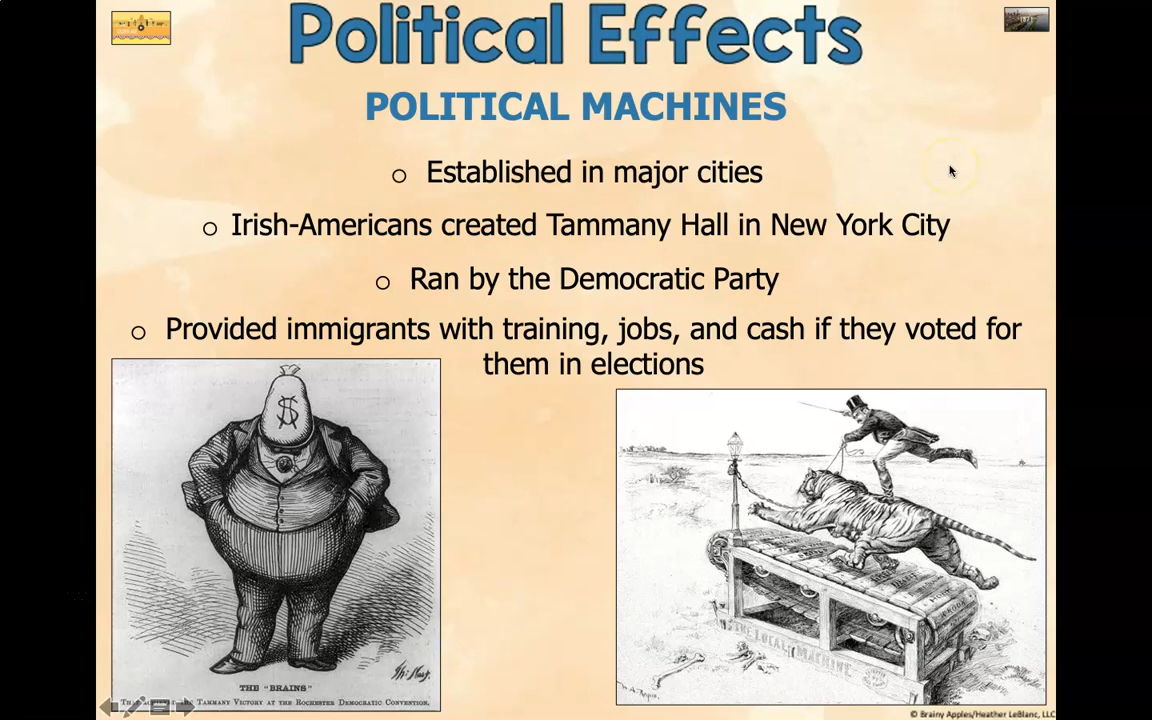 Political Effects
POLITICAL MACHINES
Established in major cities
Irish-Americans created Tammany Hall in New York City
Ran by the Democratic Party
Provided immigrants with training, jobs, and cash if they voted for
them in elections
$
THE "BRAINS"
TAMMANY VICTORY AT THE ROCHESTER DEMOCRATIC CONVENTION.
Th. Nast.
THE LOCAL MACHINE
© Brainy Apples/Heather LeBlanc, LLC